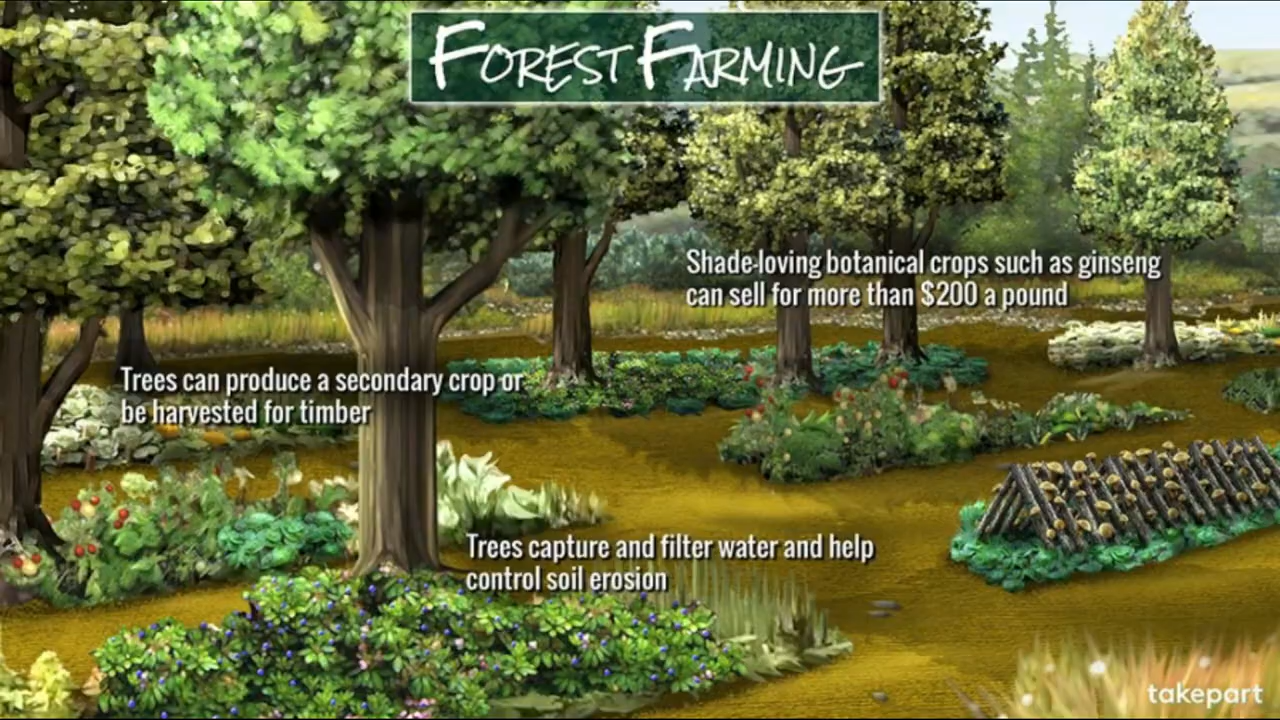 FOREST FARMING
Shade-loving botanical crops such as ginseng
can sell for more than $200 a pound
Trees can produce a secondary crop or
be harvested for timber
Trees capture and filter water and help
control soil erosion
takepart